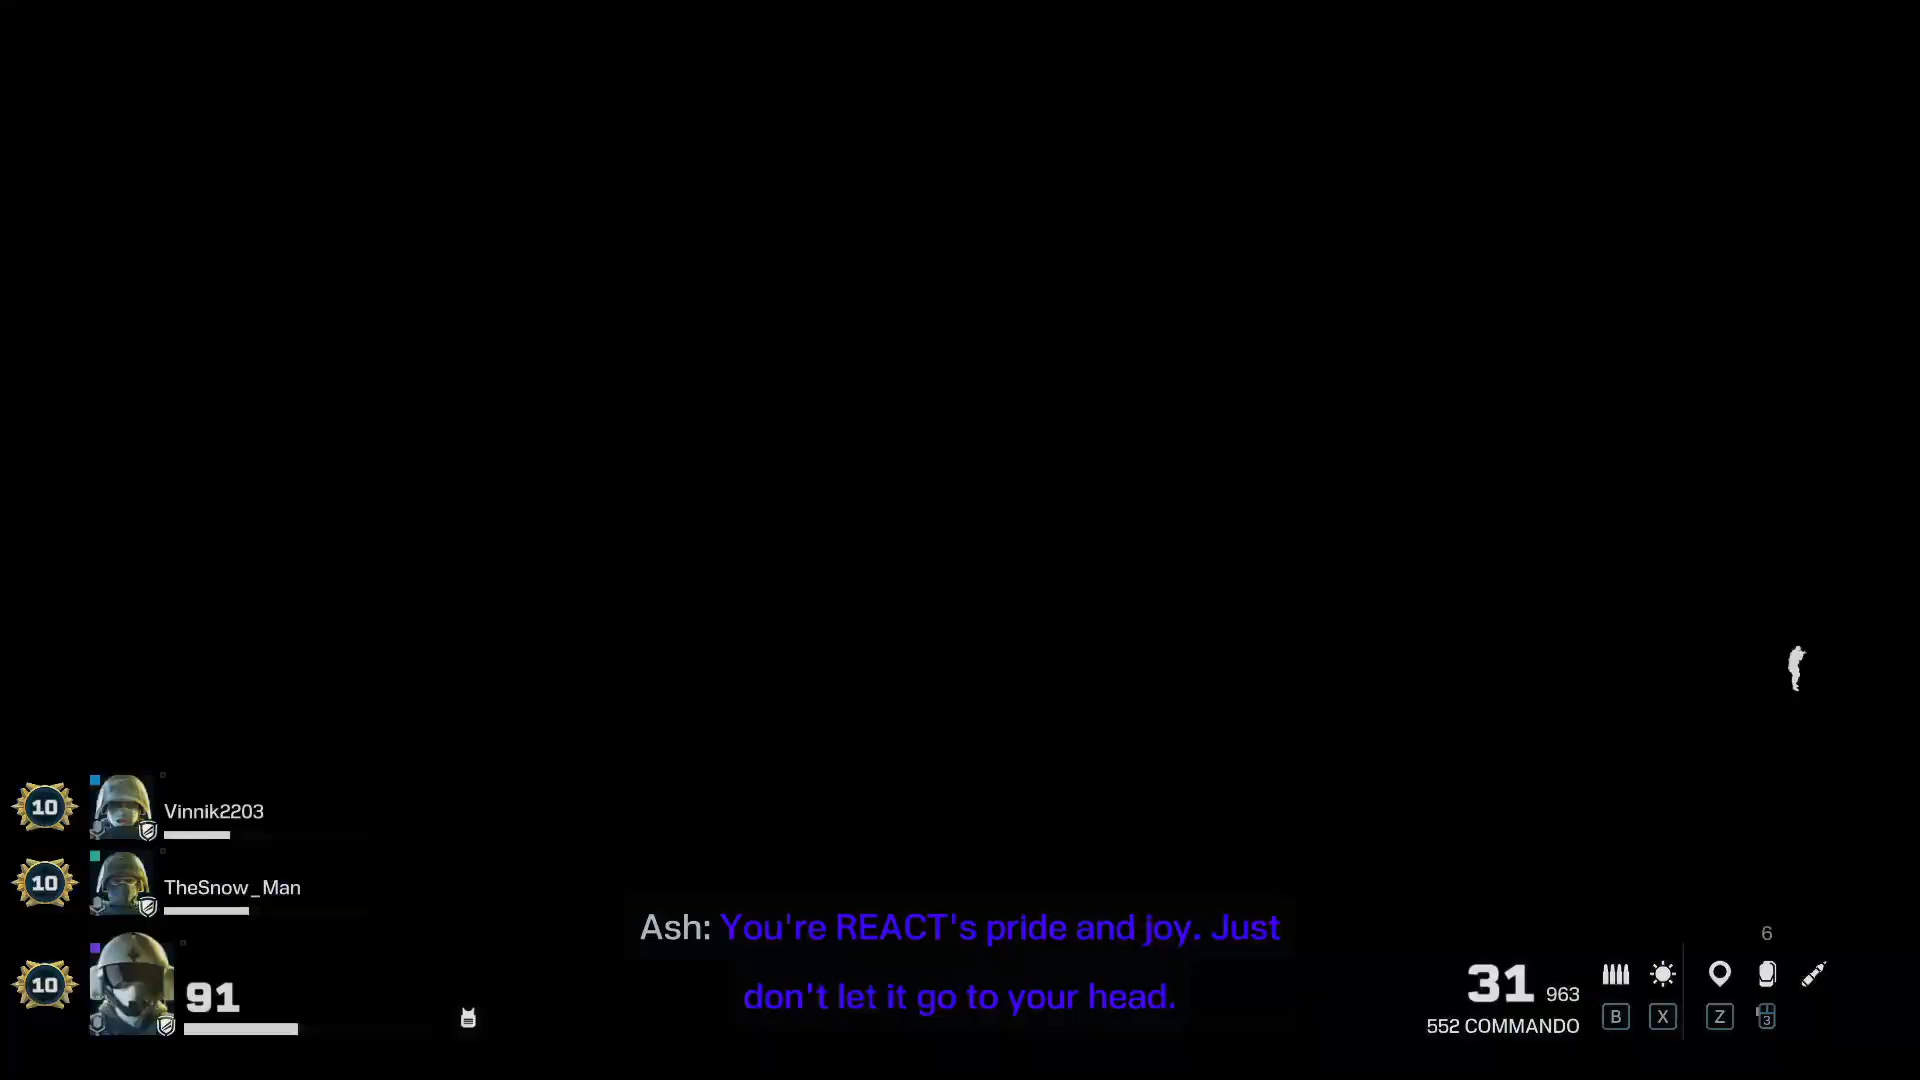 10
Vinnik2203
10
TheSnow_Man
10
91
Ash: You're REACT's pride and joy. Just
don't let it go to your head.
6
31 963
552 COMMANDO
B X Z 3